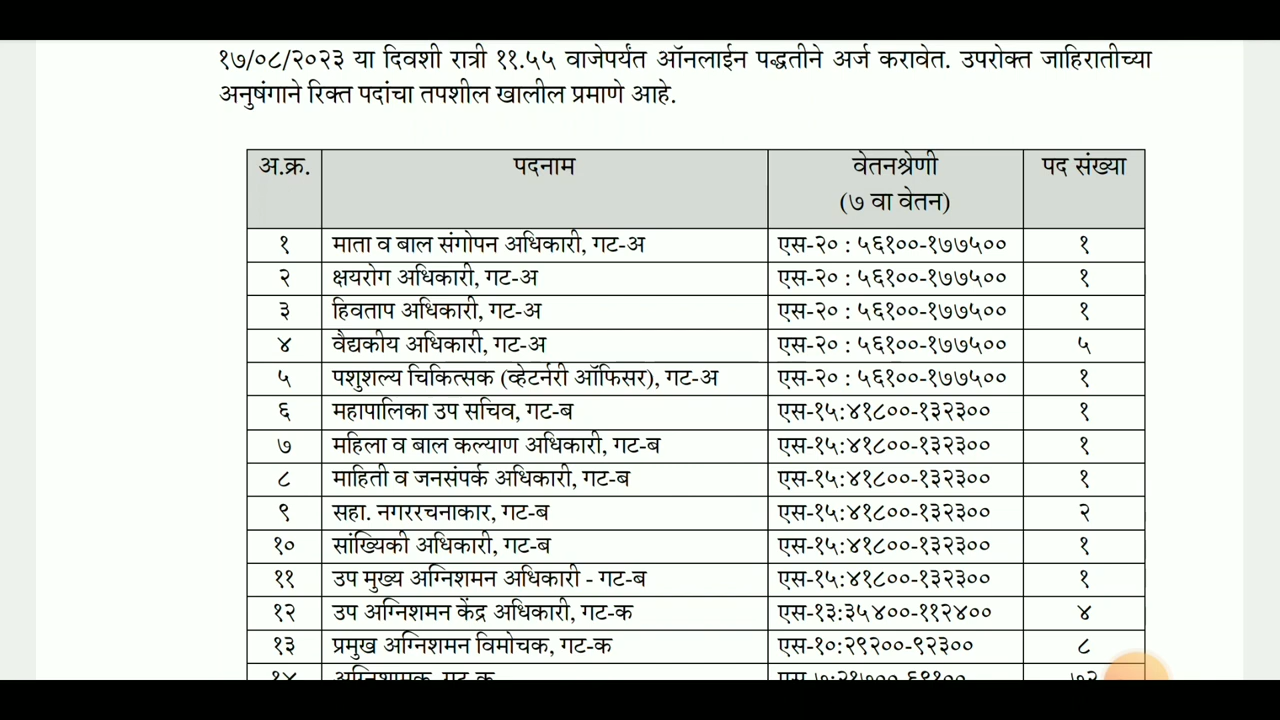 १७/०८/२०२३ या दिवशी रात्री ११.५५ वाजेपर्यंत ऑनलाईन पद्धतीने अर्ज करावेत. उपरोक्त जाहिरातीच्या
अनुषंगाने रिक्त पदांचा तपशील खालील प्रमाणे आहे.
अ.क्र. पदनाम वेतनश्रेणी पद संख्या
(७ वा वेतन)
१ माता व बाल संगोपन अधिकारी, गट-अ एस-२० : ५६१००-१७७५०० १
२ क्षयरोग अधिकारी, गट-अ एस-२० : ५६१००-१७७५०० १
३ हिवताप अधिकारी, गट-अ एस-२० : ५६१००-१७७५०० १
४ वैद्यकीय अधिकारी, गट-अ एस-२० : ५६१००-१७७५०० ५
५ पशुशल्य चिकित्सक (व्हेटर्नरी ऑफिसर), गट-अ एस-२० : ५६१००-१७७५०० १
६ महापालिका उप सचिव, गट-ब एस-१५:४१८००-१३२३०० १
७ महिला व बाल कल्याण अधिकारी, गट-ब एस-१५:४१८००-१३२३०० १
८ माहिती व जनसंपर्क अधिकारी, गट-ब एस-१५:४१८००-१३२३०० १
९ सहा. नगररचनाकार, गट-ब एस-१५:४१८००-१३२३०० २
१० सांख्यिकी अधिकारी, गट-ब एस-१५:४१८००-१३२३०० १
११ उप मुख्य अग्निशमन अधिकारी - गट-ब एस-१५:४१८००-१३२३०० १
१२ उप अग्निशमन केंद्र अधिकारी, गट-क एस-१३:३५४००-११२४०० ४
१३ प्रमुख अग्निशमन विमोचक, गट-क एस-१०:२९२००-९२३०० ८
१४ अग्निशामक, गट-क एस-७:२१७००-६९१००